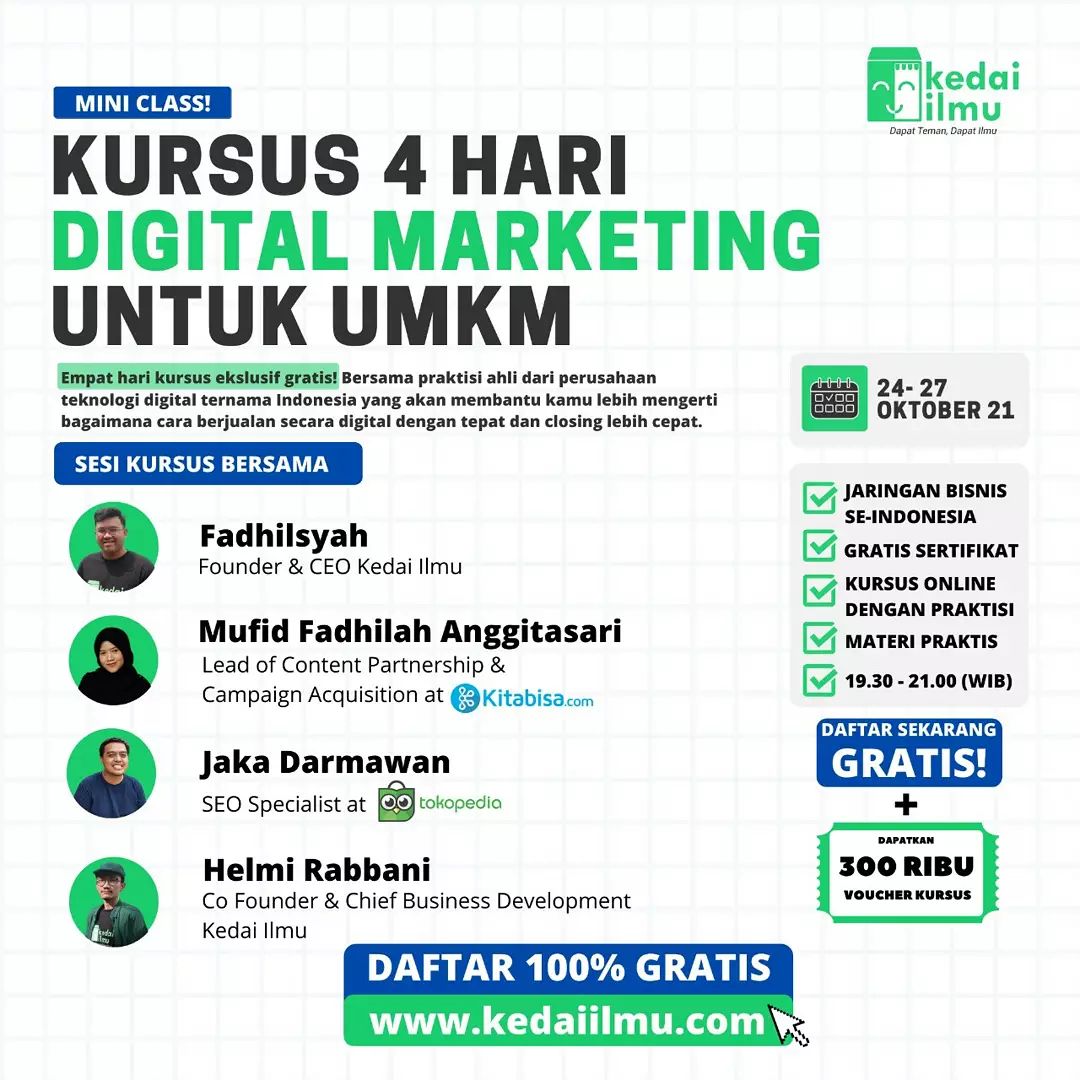 kedai
ilmu
Dapat Teman, Dapat Ilmu
MINI CLASS!
KURSUS 4 HARI
DIGITAL MARKETING
UNTUK UMKM
Empat hari kursus ekslusif gratis! Bersama praktisi ahli dari perusahaan
teknologi digital ternama Indonesia yang akan membantu kamu lebih mengerti
bagaimana cara berjualan secara digital dengan tepat dan closing lebih cepat.
24- 27
OKTOBER 21
SESI KURSUS BERSAMA
Fadhilsyah
Founder & CEO Kedai Ilmu
Mufid Fadhilah Anggitasari
Lead of Content Partnership &
Campaign Acquisition at Kitabisa.com
Jaka Darmawan
SEO Specialist at tokopedia
Helmi Rabbani
Co Founder & Chief Business Development
Kedai Ilmu
JARINGAN BISNIS
SE-INDONESIA
GRATIS SERTIFIKAT
KURSUS ONLINE
DENGAN PRAKTISI
MATERI PRAKTIS
19.30 - 21.00 (WIB)
DAFTAR SEKARANG
GRATIS!
+
DAPATKAN
300 RIBU
VOUCHER KURSUS
DAFTAR 100% GRATIS
www.kedaiilmu.com